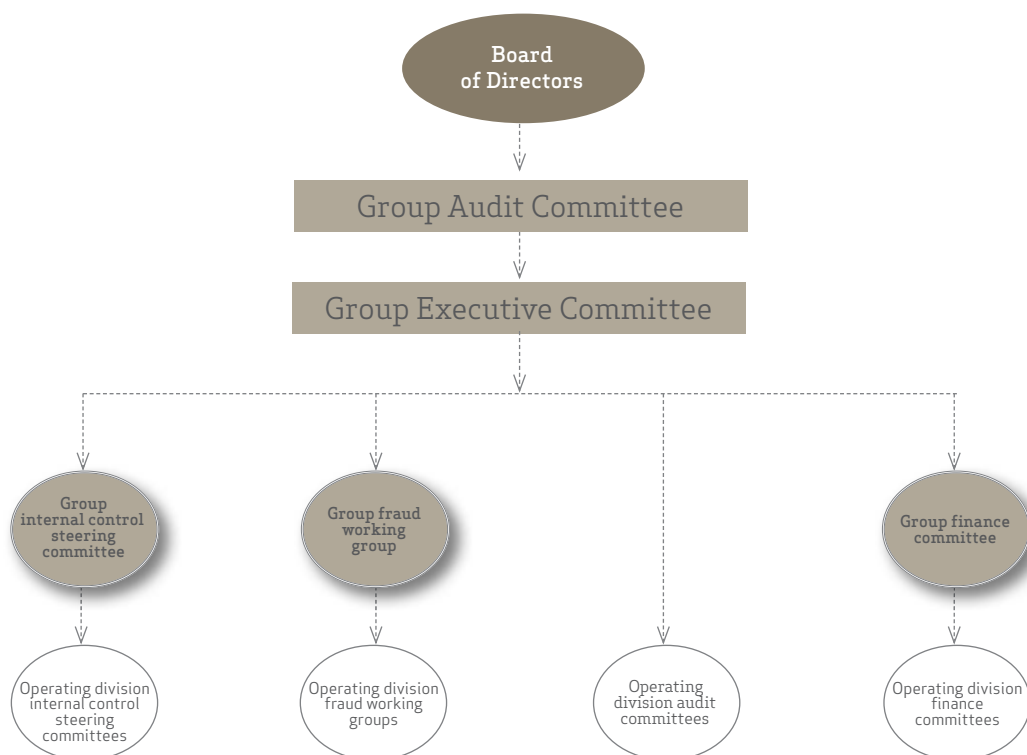 Board
of Directors
Group Audit Committee
Group Executive Committee
Group
internal control
steering
committee
Group fraud
working
group
Group finance
committee
Operating division
internal control
steering
committees
Operating division
fraud working
groups
Operating
division audit
committees
Operating division
finance
committees